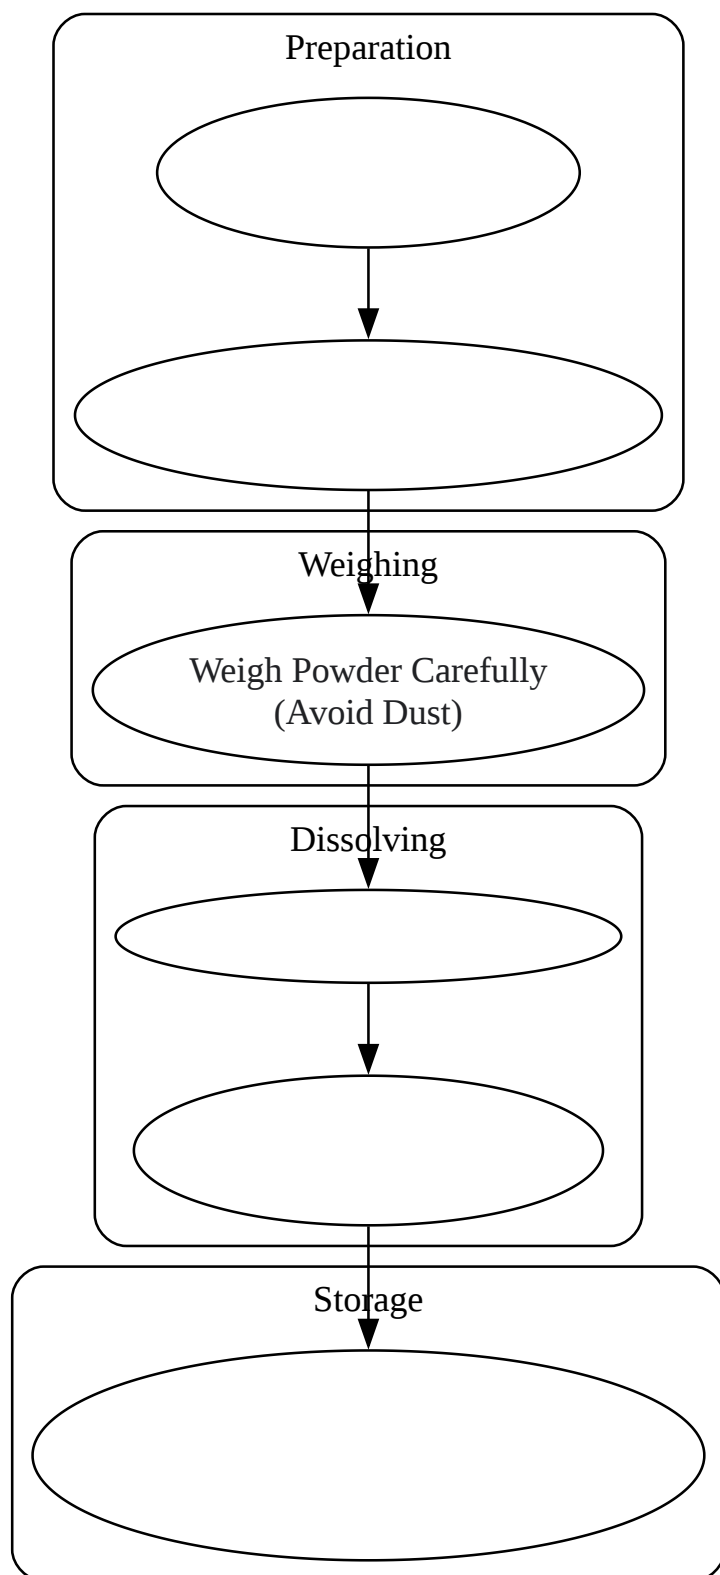 Preparation
Weighing
Weigh Powder Carefully
(Avoid Dust)
Dissolving
Storage